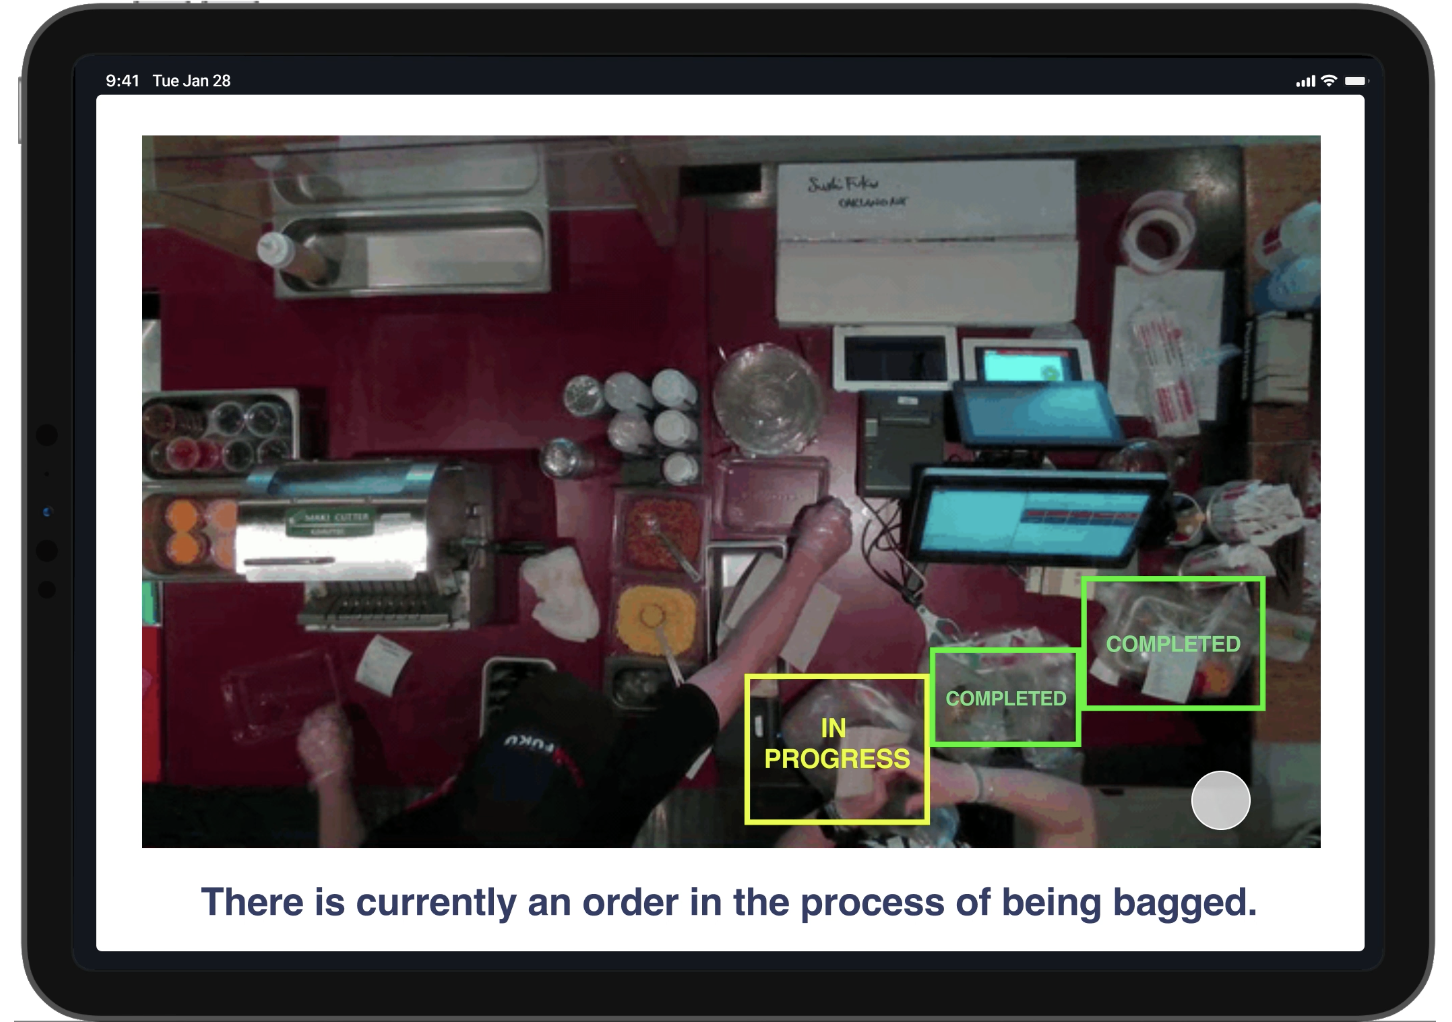 9:41 Tue Jan 28
Sushi Fuku
OAKLAND AVE
MAKI CUTTER
FUKU
COMPLETED
COMPLETED
IN
PROGRESS
There is currently an order in the process of being bagged.